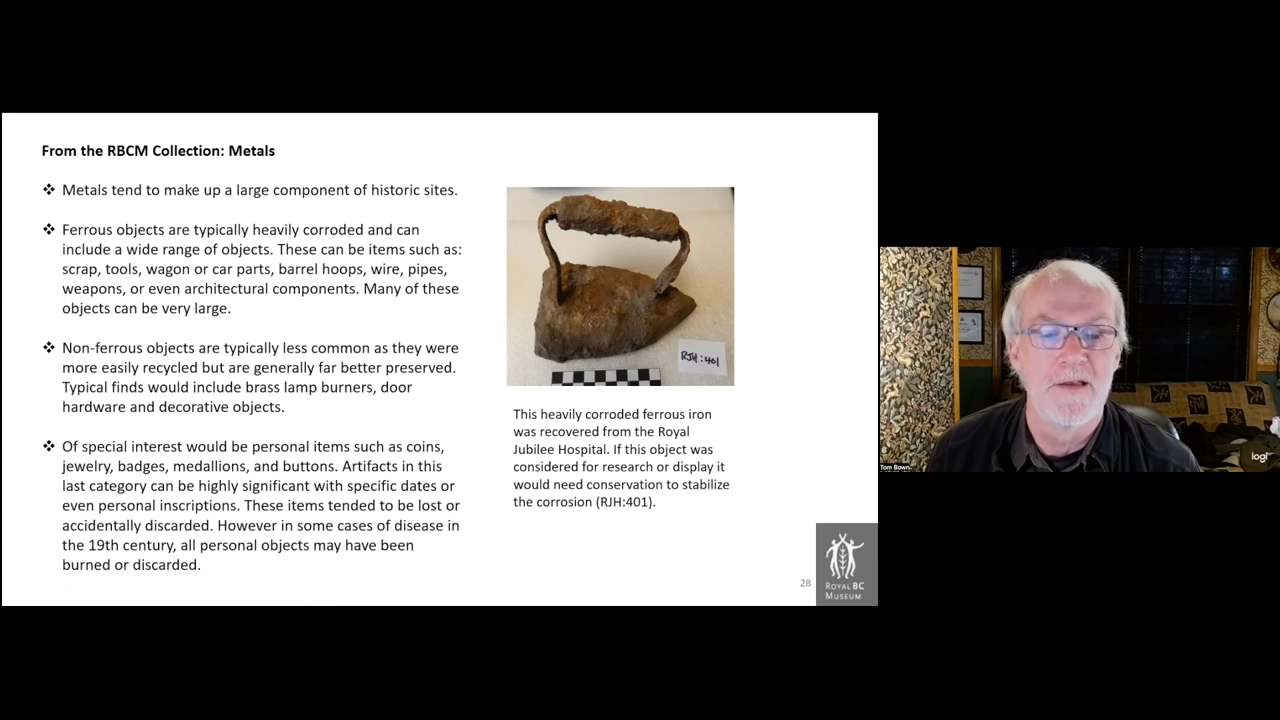 From the RBCM Collection: Metals
❖ Metals tend to make up a large component of historic sites.
❖ Ferrous objects are typically heavily corroded and can
include a wide range of objects. These can be items such as:
scrap, tools, wagon or car parts, barrel hoops, wire, pipes,
weapons, or even architectural components. Many of these
objects can be very large.
❖ Non-ferrous objects are typically less common as they were
more easily recycled but are generally far better preserved.
Typical finds would include brass lamp burners, door
hardware and decorative objects.
❖ Of special interest would be personal items such as coins,
jewelry, badges, medallions, and buttons. Artifacts in this
last category can be highly significant with specific dates or
even personal inscriptions. These items tended to be lost or
accidentally discarded. However in some cases of disease in
the 19th century, all personal objects may have been
burned or discarded.
RJH:401
This heavily corroded ferrous iron
was recovered from the Royal
Jubilee Hospital. If this object was
considered for research or display it
would need conservation to stabilize
the corrosion (RJH:401).
28
ROYAL BC
MUSEUM
Tom Bown
logi